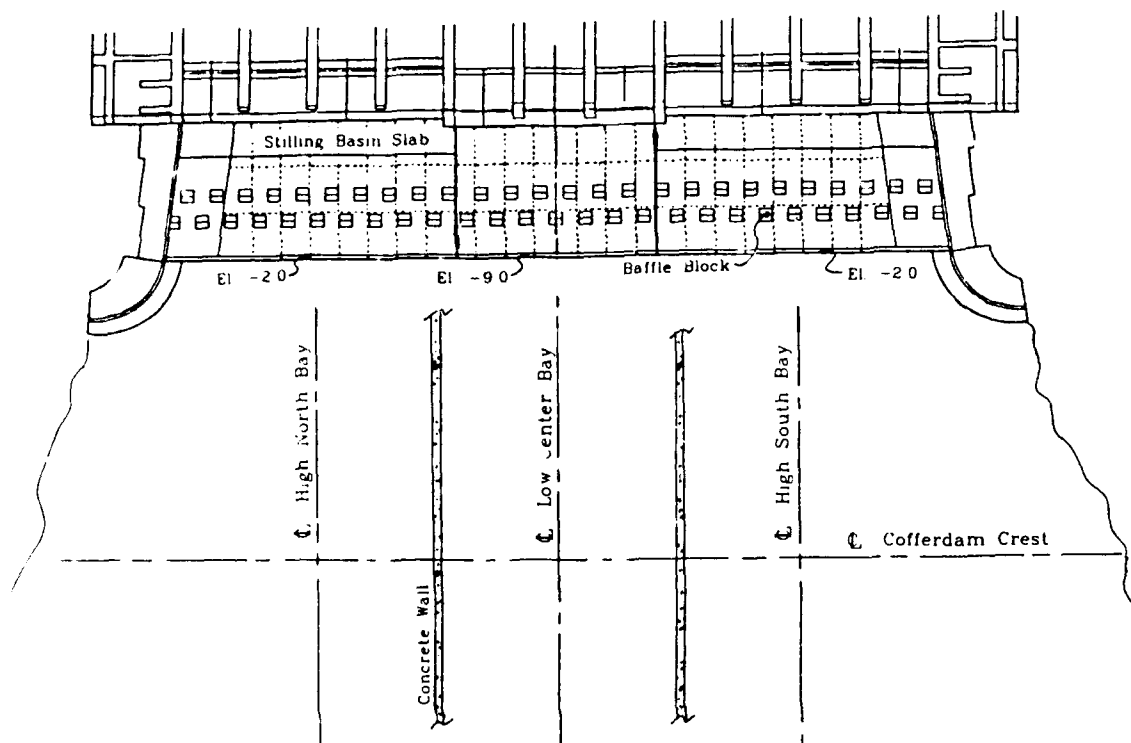 Stilling Basin Slab
El -2.0
El -9.0
Baffle Block
El. -2.0
℄ High North Bay
℄ Low Center Bay
℄ High South Bay
℄ Cofferdam Crest
Concrete Wall